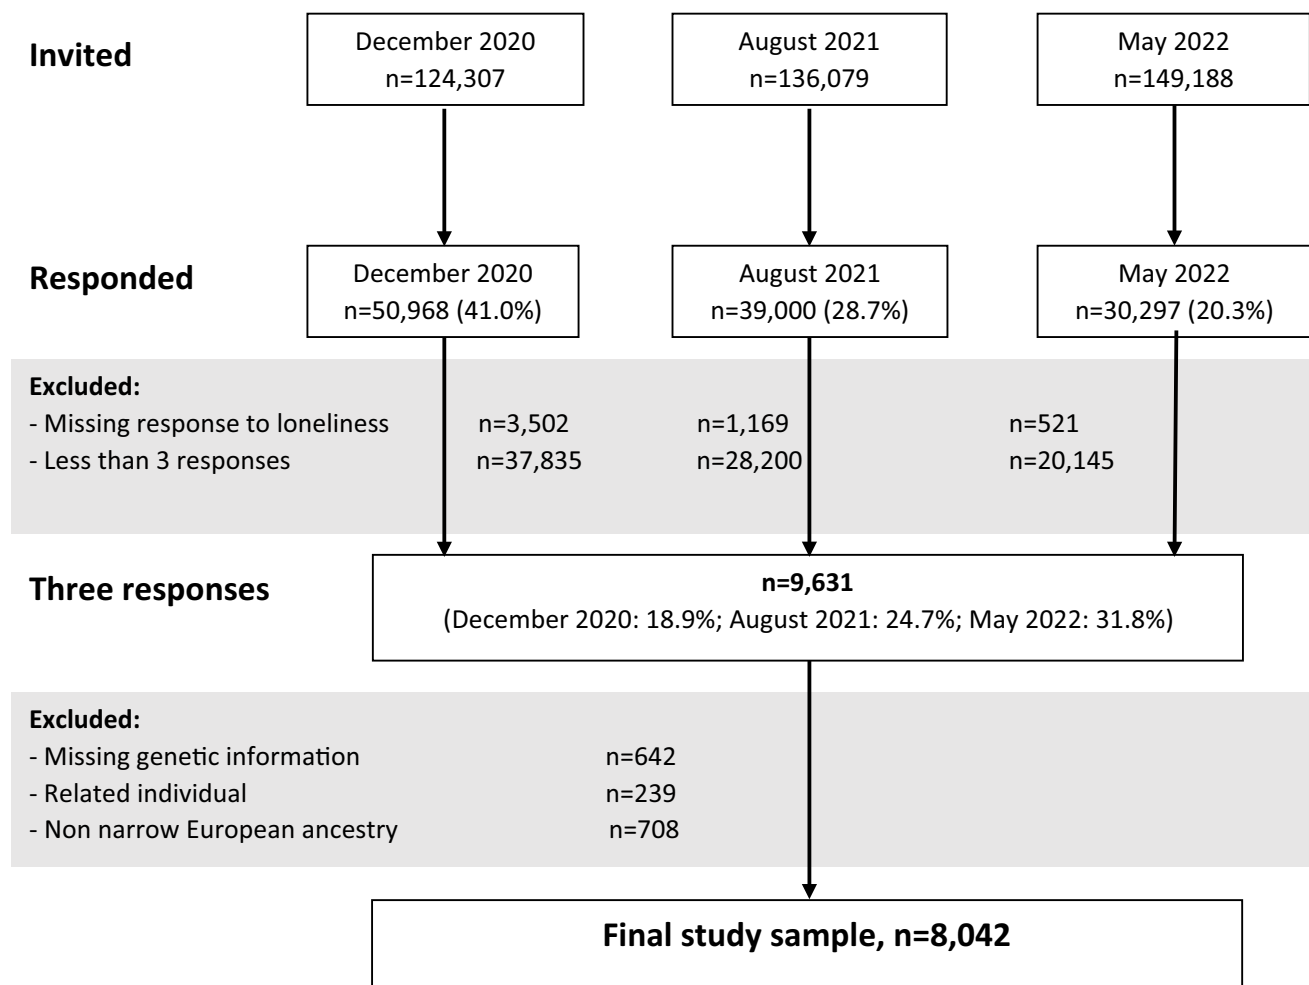 Invited
December 2020
n=124,307
August 2021
n=136,079
May 2022
n=149,188
Responded
December 2020
n=50,968 (41.0%)
August 2021
n=39,000 (28.7%)
May 2022
n=30,297 (20.3%)
Excluded:
- Missing response to loneliness n=3,502 n=1,169 n=521
- Less than 3 responses n=37,835 n=28,200 n=20,145
Three responses
n=9,631
(December 2020: 18.9%; August 2021: 24.7%; May 2022: 31.8%)
Excluded:
- Missing genetic information n=642
- Related individual n=239
- Non narrow European ancestry n=708
Final study sample, n=8,042